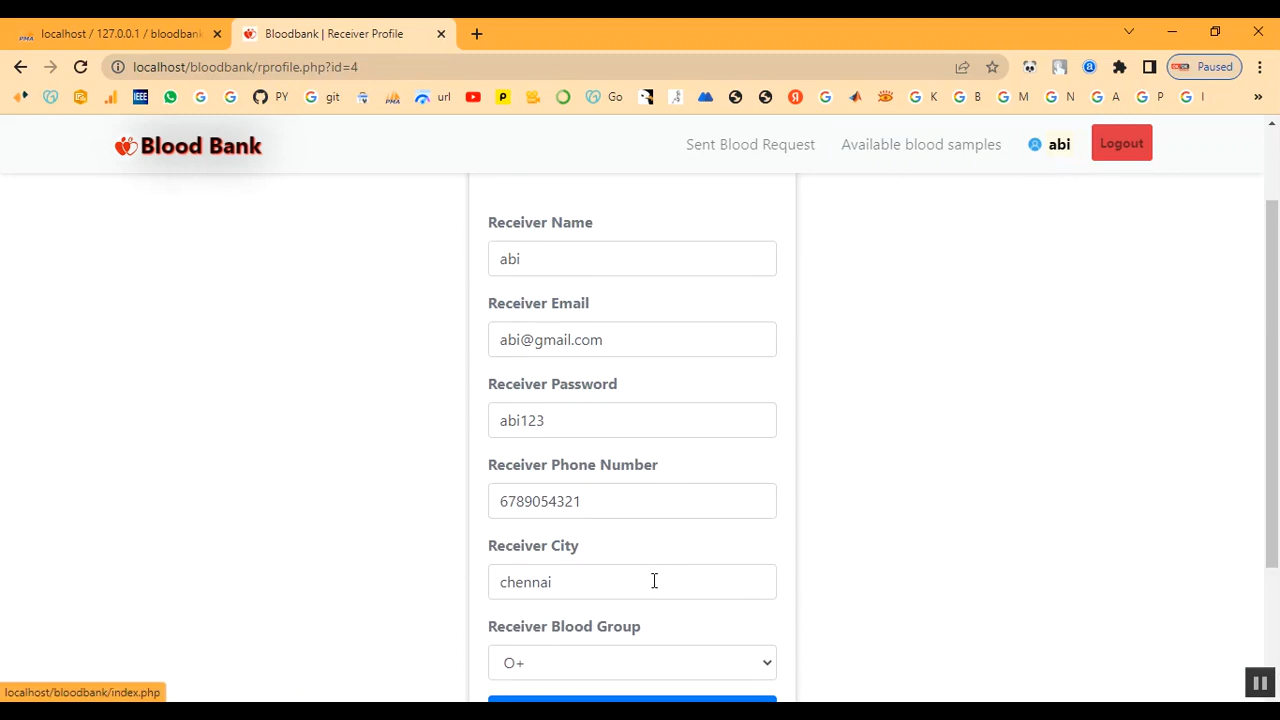 localhost / 127.0.0.1 / bloodbank
Bloodbank | Receiver Profile
localhost/bloodbank/rprofile.php?id=4
Paused
IEEE
PY
git
url
Go
K
B
M
N
A
P
I
Blood Bank
Sent Blood Request
Available blood samples
abi
Logout
Receiver Name
abi
Receiver Email
abi@gmail.com
Receiver Password
abi123
Receiver Phone Number
6789054321
Receiver City
chennai
Receiver Blood Group
O+
localhost/bloodbank/index.php